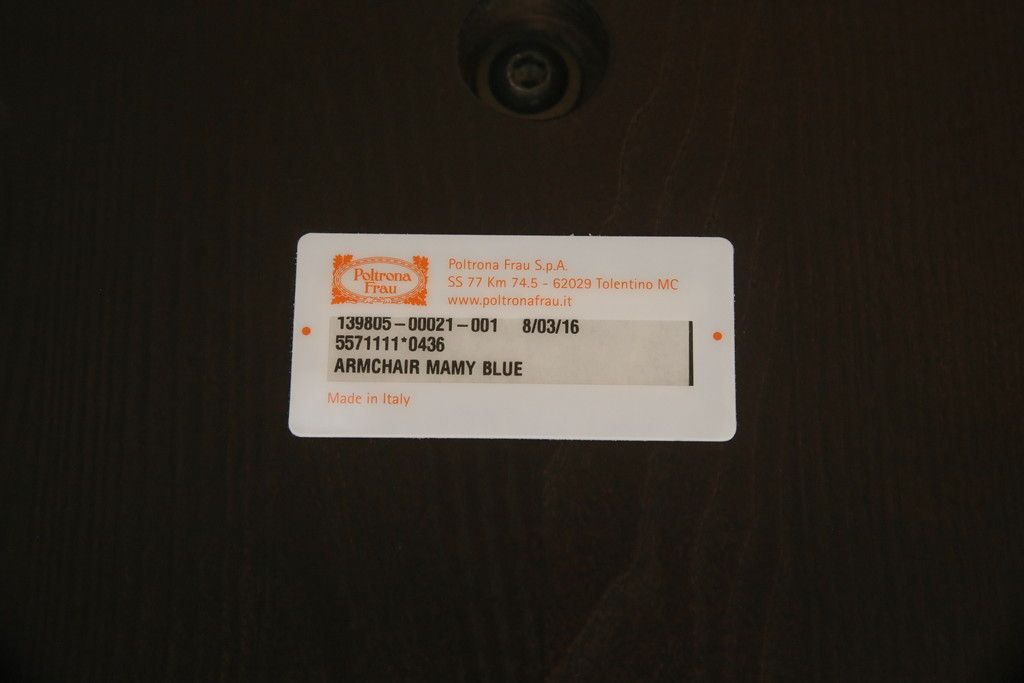 Poltrona
Frau
Poltrona Frau S.p.A.
SS 77 Km 74.5 - 62029 Tolentino MC
www.poltronafrau.it
139805-00021-001 8/03/16
5571111*0436
ARMCHAIR MAMY BLUE
Made in Italy